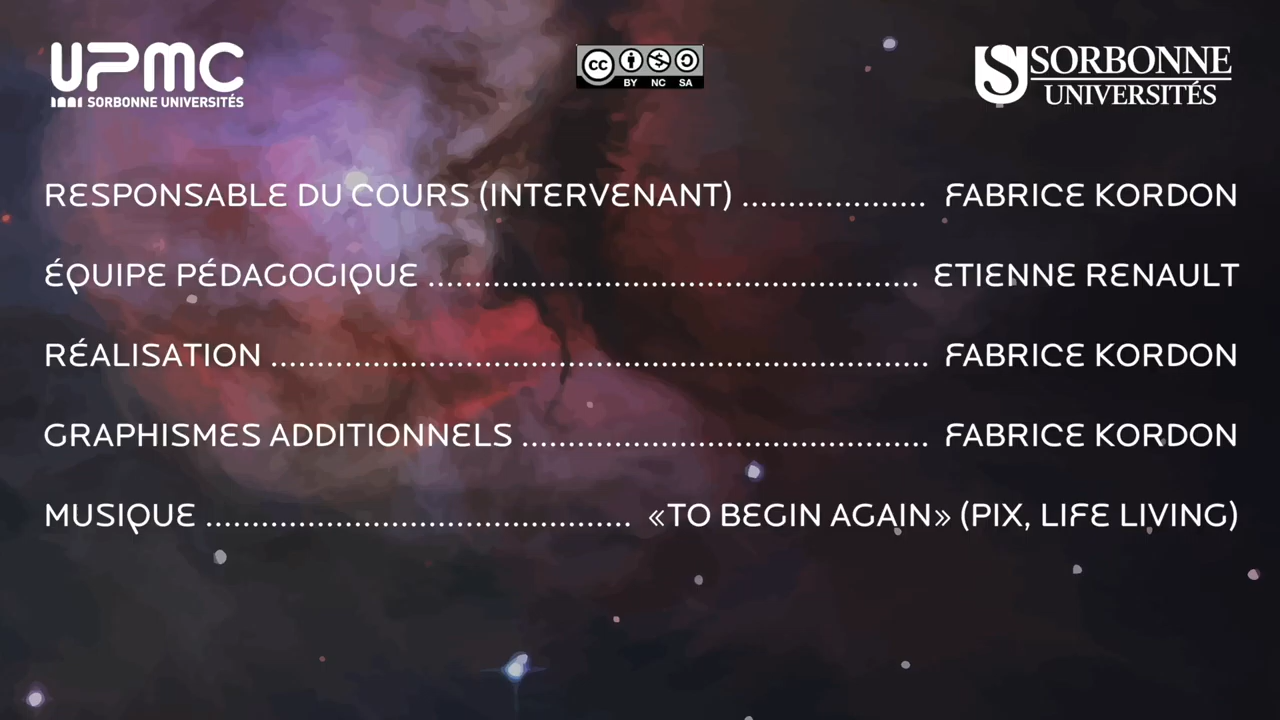 UPMC
SORBONNE UNIVERSITÉS
CC
BY NC SA
SORBONNE
UNIVERSITÉS
RESPONSABLE DU COURS (INTERVENANT) .................... FABRICE KORDON
ÉQUIPE PÉDAGOGIQUE ..................................................... ETIENNE RENAULT
RÉALISATION ....................................................................... FABRICE KORDON
GRAPHISMES ADDITIONNELS ............................................ FABRICE KORDON
MUSIQUE .............................................. «TO BEGIN AGAIN» (PIX, LIFE LIVING)